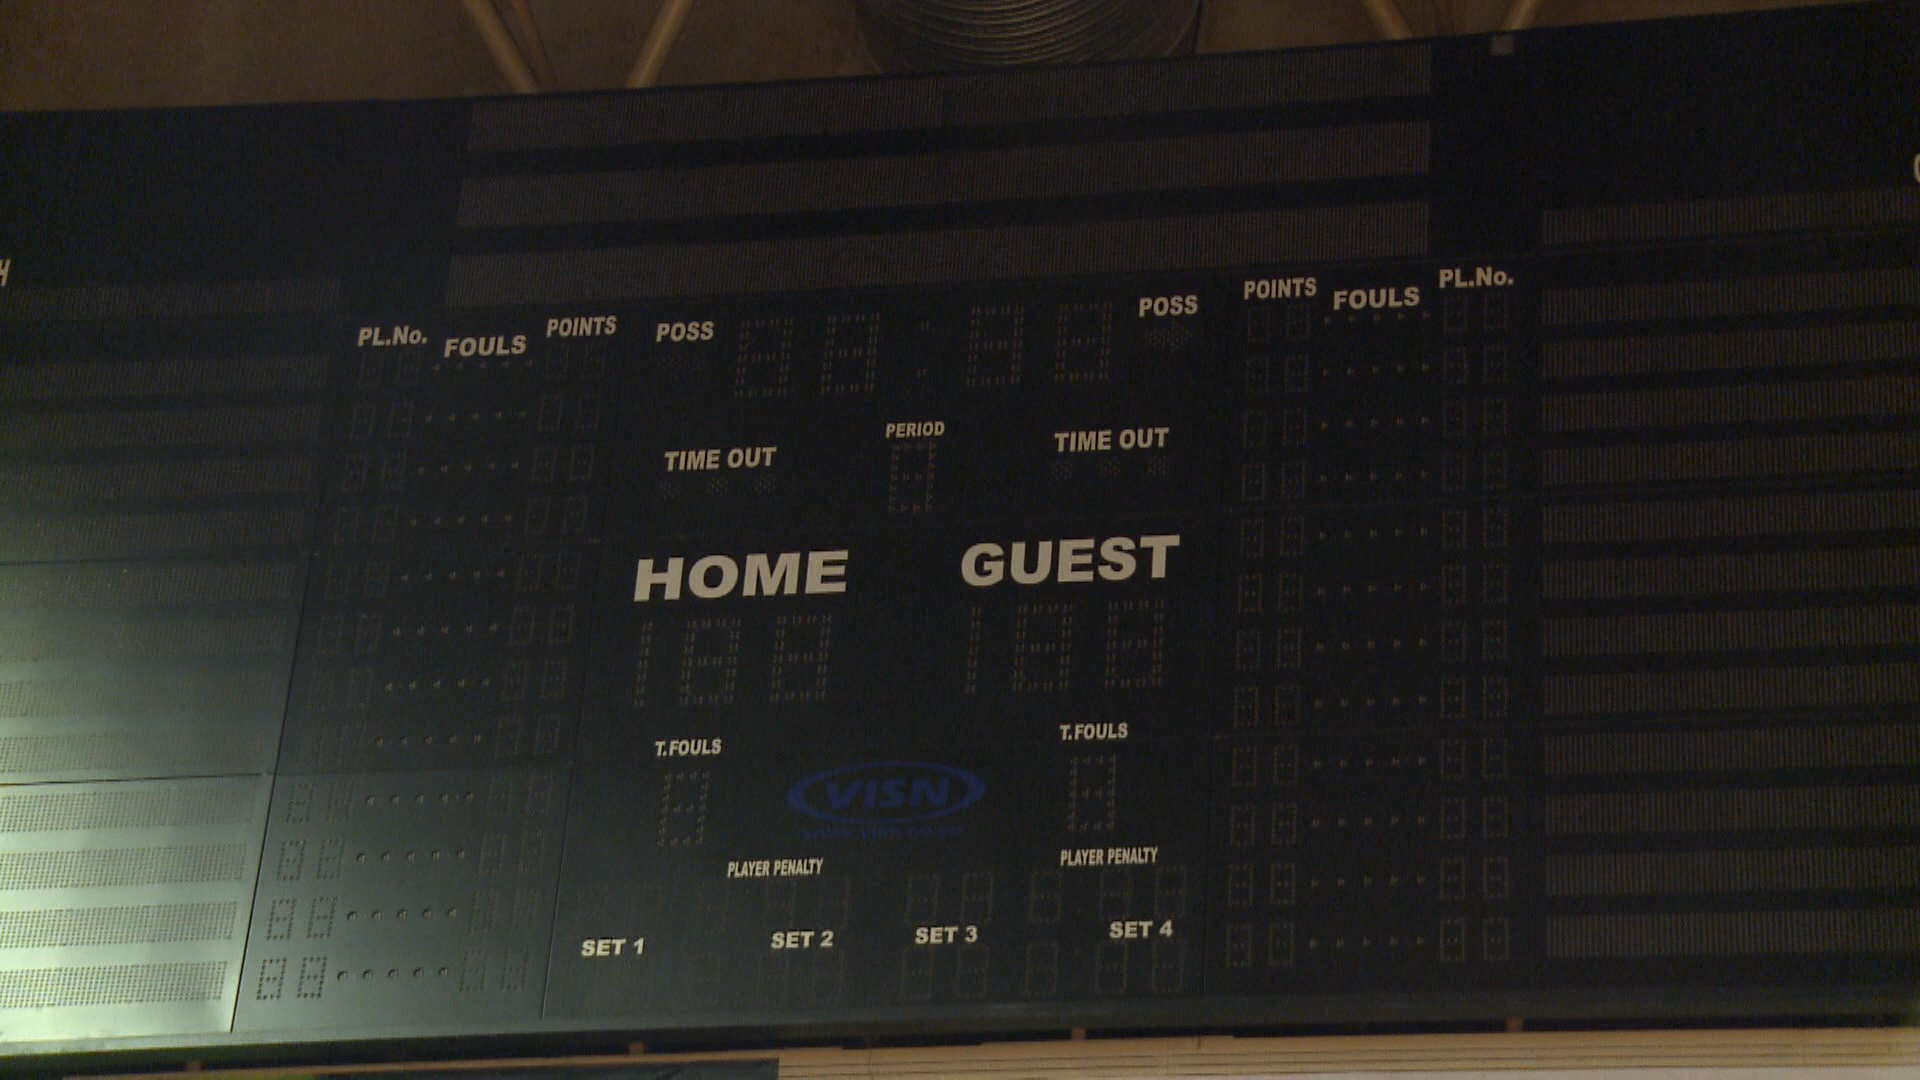 PL.No. FOULS POINTS POSS POSS POINTS FOULS PL.No.
TIME OUT PERIOD TIME OUT
HOME GUEST
T.FOULS T.FOULS
VISN
PLAYER PENALTY PLAYER PENALTY
SET 1 SET 2 SET 3 SET 4